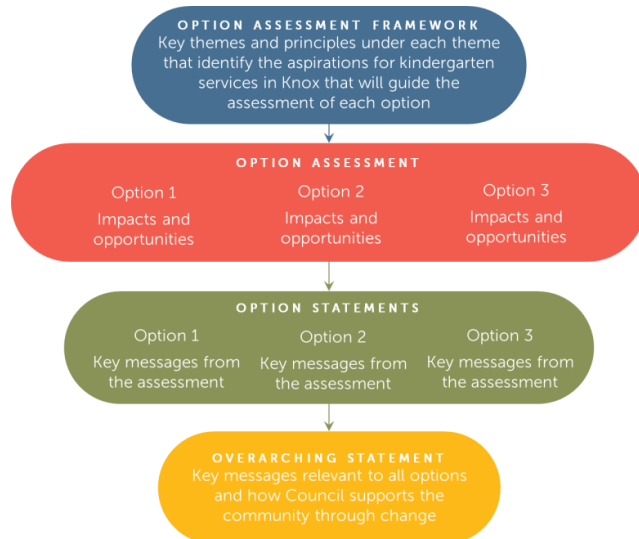 OPTION ASSESSMENT FRAMEWORK
Key themes and principles under each theme
that identify the aspirations for kindergarten
services in Knox that will guide the
assessment of each option
OPTION ASSESSMENT
Option 1
Impacts and
opportunities
Option 2
Impacts and
opportunities
Option 3
Impacts and
opportunities
OPTION STATEMENTS
Option 1
Key messages from
the assessment
Option 2
Key messages from
the assessment
Option 3
Key messages from
the assessment
OVERARCHING STATEMENT
Key messages relevant to all options
and how Council supports the
community through change